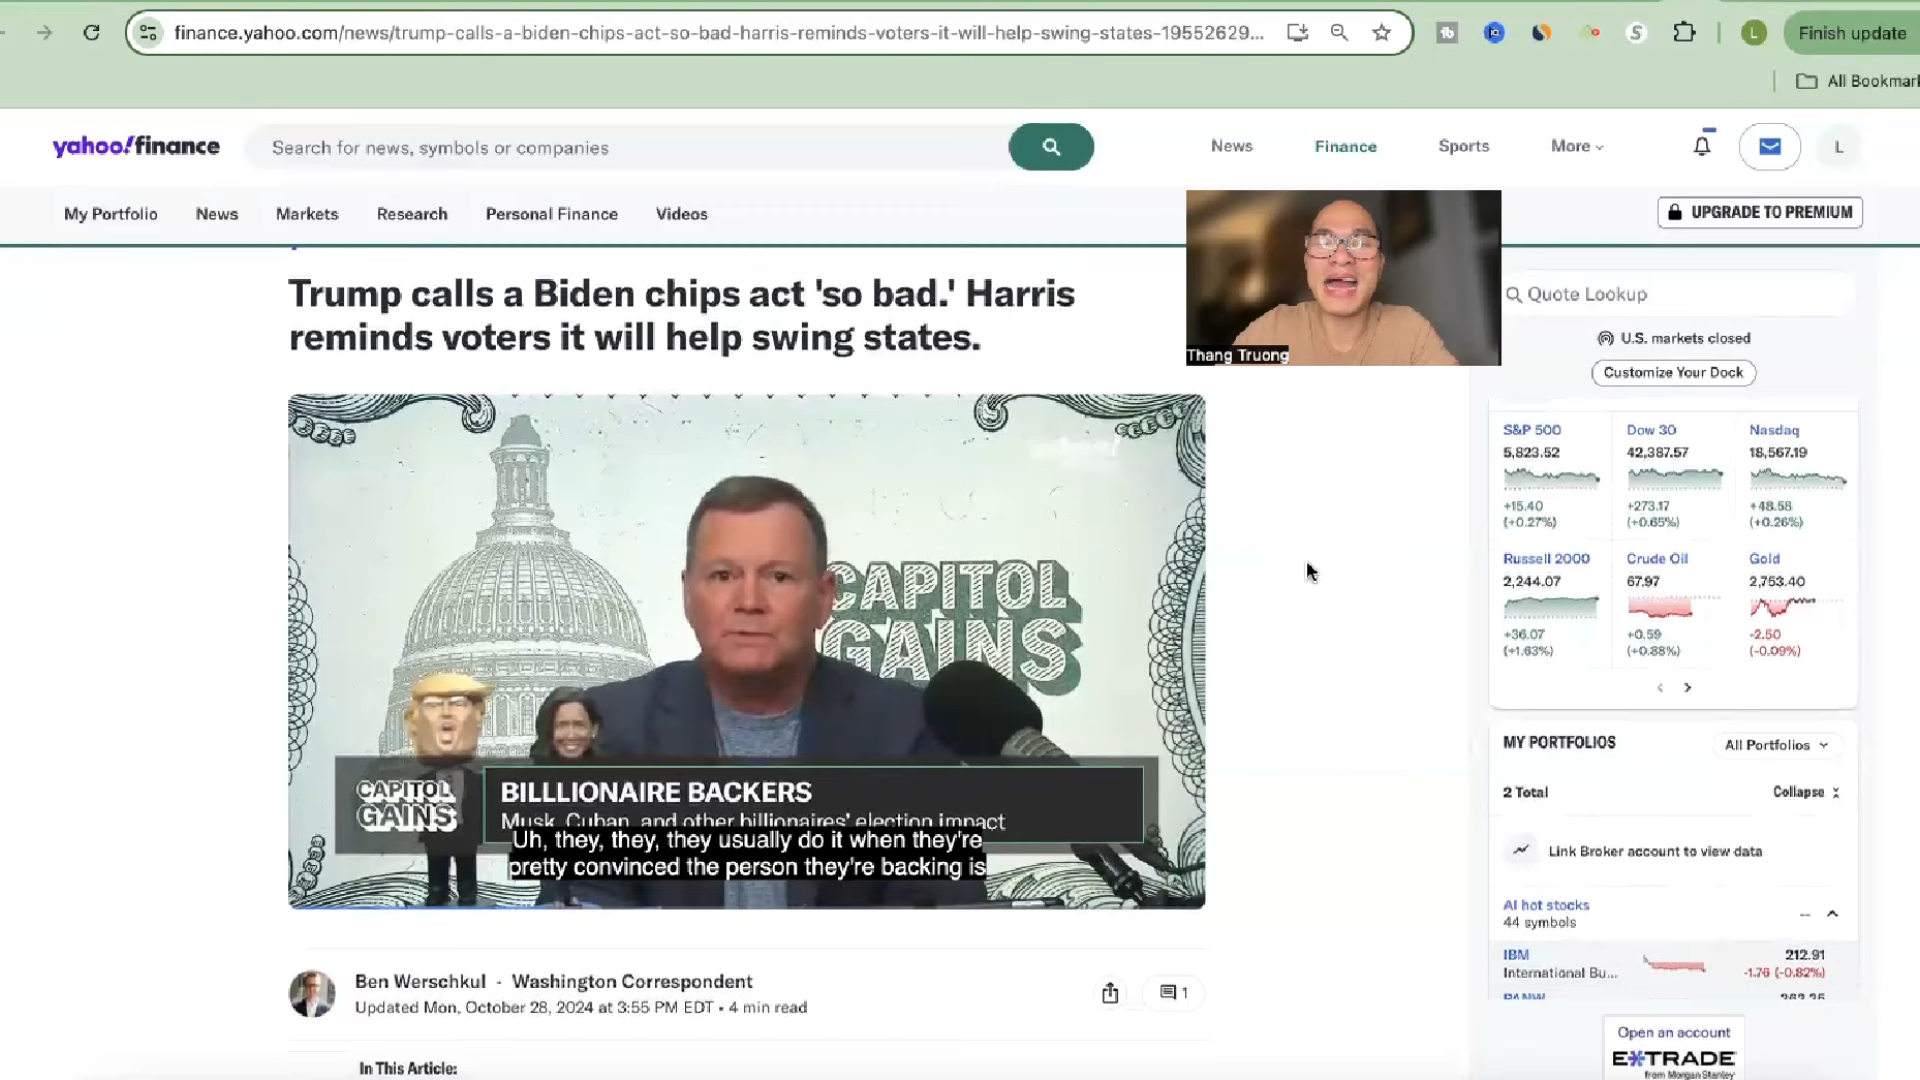 finance.yahoo.com/news/trump-calls-a-biden-chips-act-so-bad-harris-reminds-voters-it-will-help-swing-states-19552629...
L
Finish update
All Bookmark
yahoo!finance
Search for news, symbols or companies
News
Finance
Sports
More
L
My Portfolio
News
Markets
Research
Personal Finance
Videos
UPGRADE TO PREMIUM
Trump calls a Biden chips act 'so bad.' Harris
reminds voters it will help swing states.
Thang Truong
CAPITOL
GAINS
CAPITOL
GAINS
BILLLIONAIRE BACKERS
Musk, Cuban, and other billionaires' election impact
Uh, they, they, they usually do it when they're
pretty convinced the person they're backing is
Ben Werschkul - Washington Correspondent
Updated Mon, October 28, 2024 at 3:55 PM EDT • 4 min read
1
In This Article:
Quote Lookup
U.S. markets closed
Customize Your Dock
S&P 500
5,823.52
+15.40
(+0.27%)
Dow 30
42,387.57
+273.17
(+0.65%)
Nasdaq
18,567.19
+48.58
(+0.26%)
Russell 2000
2,244.07
+36.07
(+1.63%)
Crude Oil
67.97
+0.59
(+0.88%)
Gold
2,753.40
-2.50
(-0.09%)
MY PORTFOLIOS
All Portfolios
2 Total
Collapse
Link Broker account to view data
AI hot stocks
--
44 symbols
IBM
212.91
International Bu...
-1.76 (-0.82%)
PANW
Open an account
E*TRADE
from Morgan Stanley